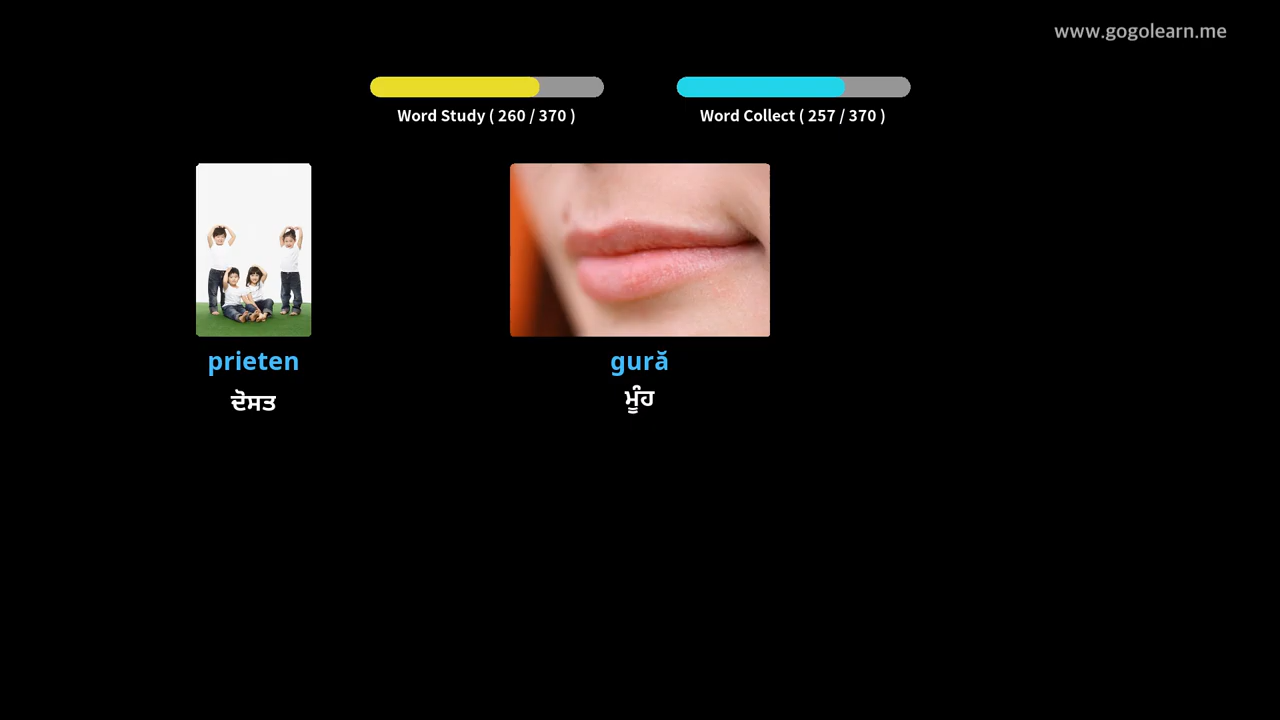 www.gogolearn.me
Word Study ( 260 / 370 )
Word Collect ( 257 / 370 )
prieten
gură
ਦੋਸਤ
ਮੂੰਹ